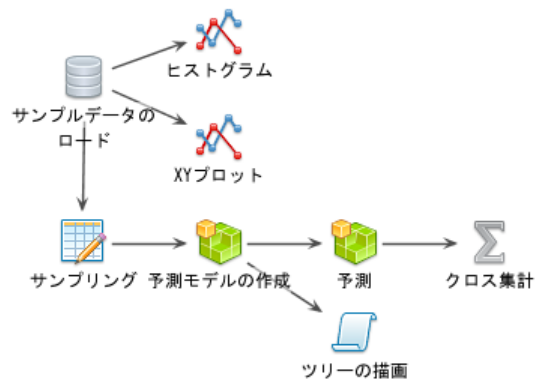 ヒストグラム
サンプルデータの
ロード
XYプロット
サンプリング
予測モデルの作成
予測
クロス集計
ツリーの描画